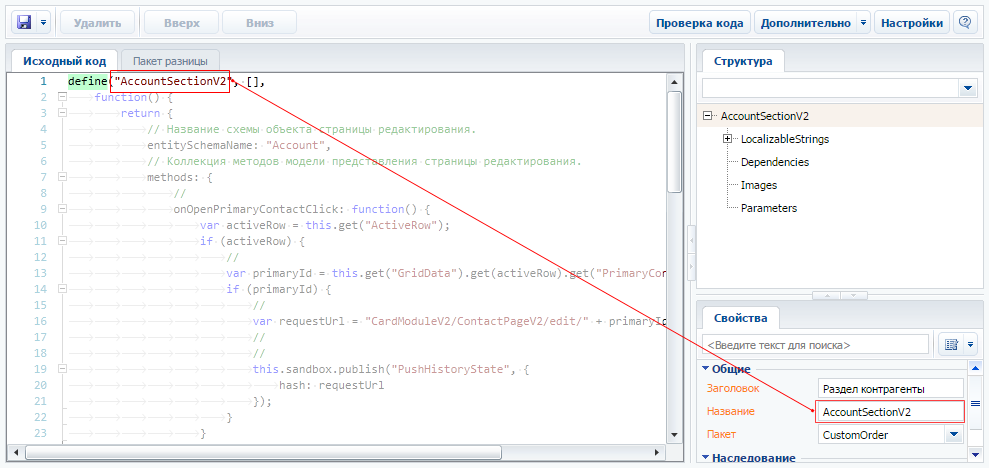 Удалить Вверх Вниз Проверка кода Дополнительно Настройки
Исходный код Пакет разницы
1 define("AccountSectionV2", [],
2 function() {
3 return {
4 // Название схемы объекта страницы редактирования.
5 entitySchemaName: "Account",
6 // Коллекция методов модели представления страницы редактирования.
7 methods: {
8 //
9 onOpenPrimaryContactClick: function() {
10 var activeRow = this.get("ActiveRow");
11 if (activeRow) {
12 //
13 var primaryId = this.get("GridData").get(activeRow).get("PrimaryCon
14 if (primaryId) {
15 //
16 var requestUrl = "CardModuleV2/ContactPageV2/edit/" + primaryId
17 //
18 //
19 this.sandbox.publish("PushHistoryState", {
20 hash: requestUrl
21 });
22 }
23 }
Структура
AccountSectionV2
LocalizableStrings
Dependencies
Images
Parameters
Свойства
<Введите текст для поиска>
Общие
Заголовок Раздел контрагенты
Название AccountSectionV2
Пакет CustomOrder
Наследование